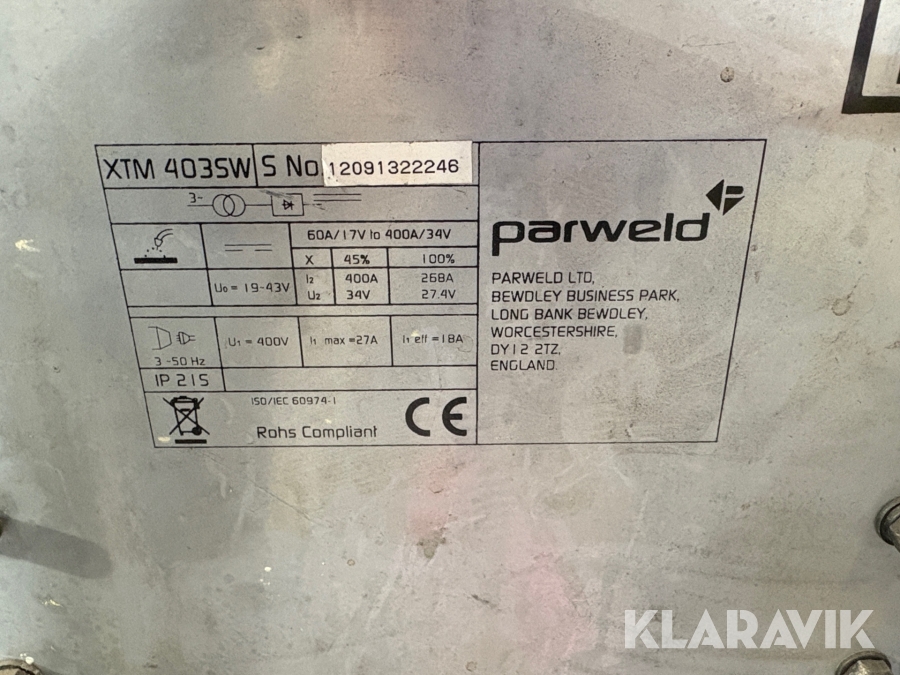 XTM 403SW S No. 12091322246
3~
60A/17V to 400A/34V
X 45% 100%
U₀ = 19-43V
I₂ 400A 268A
U₂ 34V 27.4V
3 ~50 Hz
U₁ = 400V I₁ max =27A I₁ eff =18A
IP 21S
ISO/IEC 60974-1
Rohs Compliant CE
parweld
PARWELD LTD,
BEWDLEY BUSINESS PARK,
LONG BANK BEWDLEY,
WORCESTERSHIRE,
DY12 2TZ,
ENGLAND.
KLARAVIK